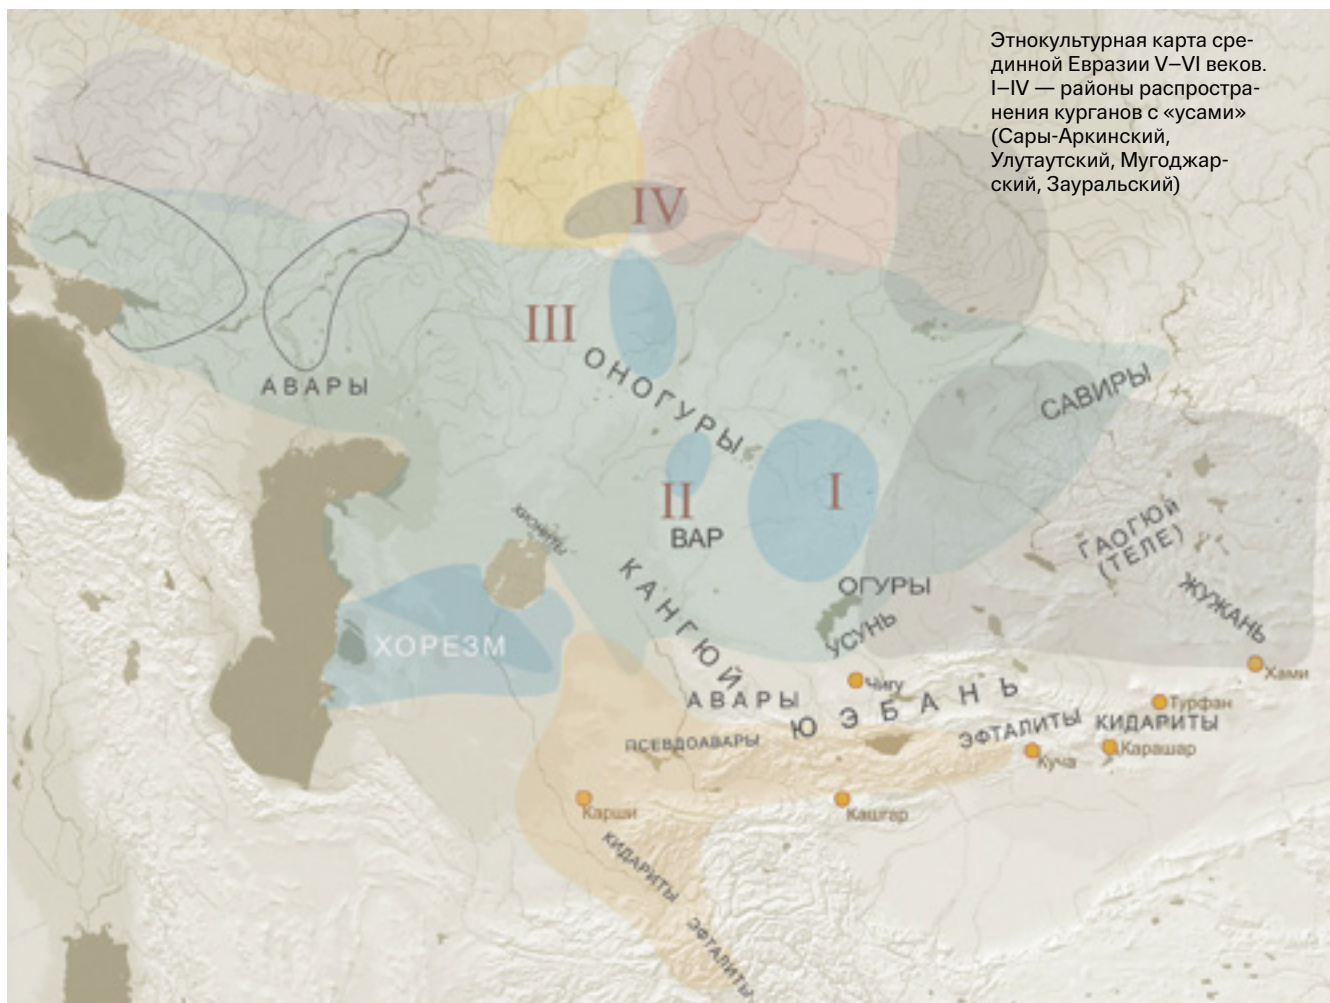 Этнокультурная карта сре-
динной Евразии V–VI веков.
I–IV — районы распростра-
нения курганов с «усами»
(Сары-Аркинский,
Улутаутский, Мугоджар-
ский, Зауральский)
IV
III
ОНОГУРЫ
АВАРЫ
САВИРЫ
I
II
ВАР
ХИОНИТЫ
ГАОГЮЙ
(ТЕЛЕ)
КАНГЮЙ
ОГУРЫ
ЖУЖАНЬ
УСУНЬ
ХОРЕЗМ
Хами
Чигу
АВАРЫ
ЮЭБАНЬ
Турфан
ПСЕВДОАВАРЫ
ЭФТАЛИТЫ
КИДАРИТЫ
Куча
Карашар
Карши
Кашгар
КИДАРИТЫ
ЭФТАЛИТЫ